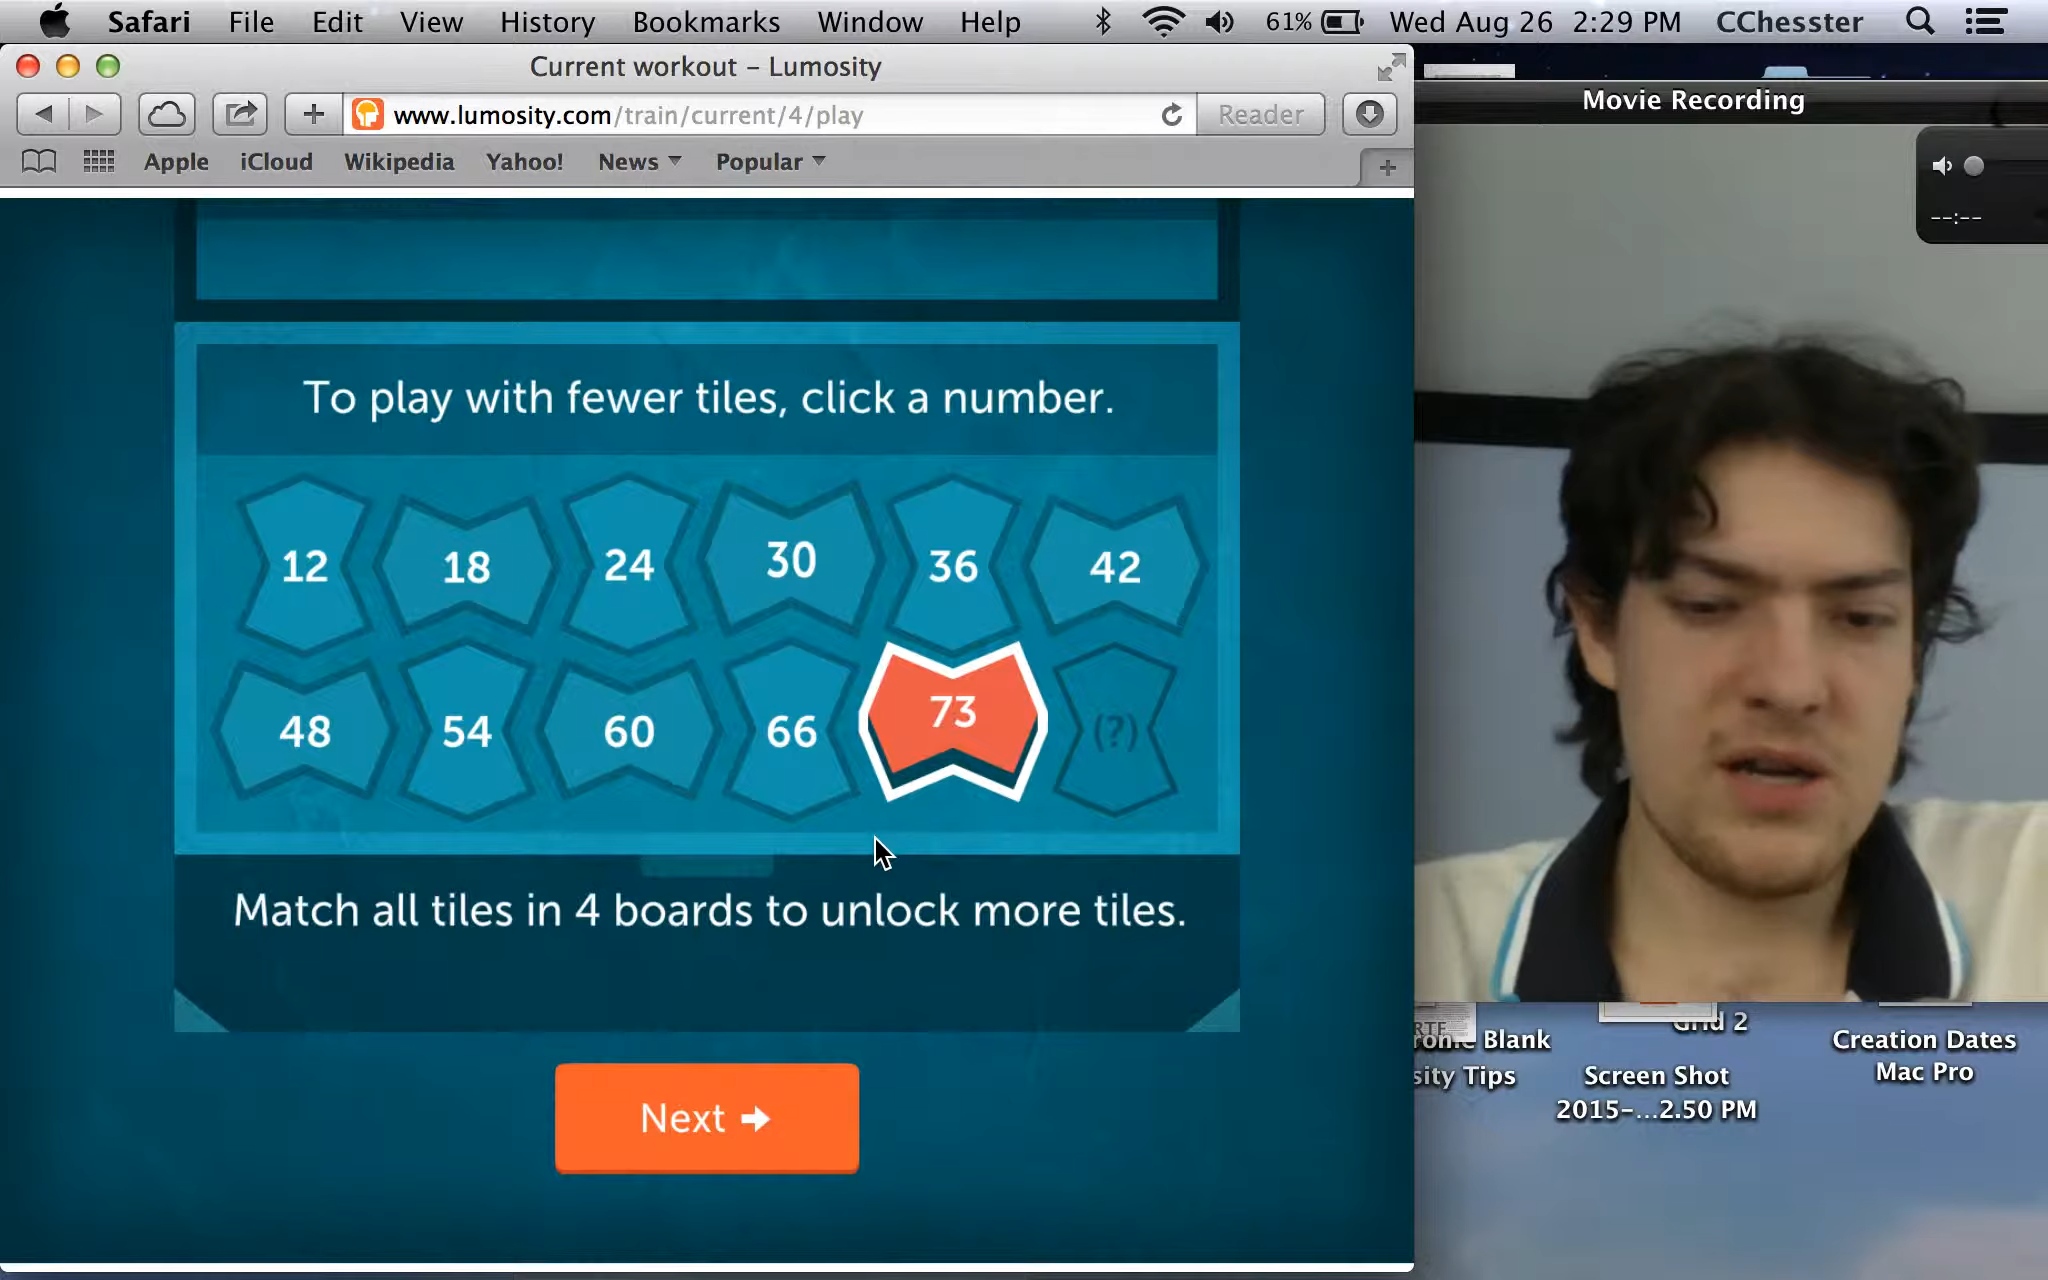 Safari File Edit View History Bookmarks Window Help 61% Wed Aug 26 2:29 PM CChesster
Current workout – Lumosity
www.lumosity.com/train/current/4/play Reader
Apple iCloud Wikipedia Yahoo! News Popular
Movie Recording
--:--
To play with fewer tiles, click a number.
12 18 24 30 36 42
48 54 60 66 73 (?)
Match all tiles in 4 boards to unlock more tiles.
Next
RTF
Blank
sity Tips
Grid 2
Screen Shot
2015-...2.50 PM
Creation Dates
Mac Pro